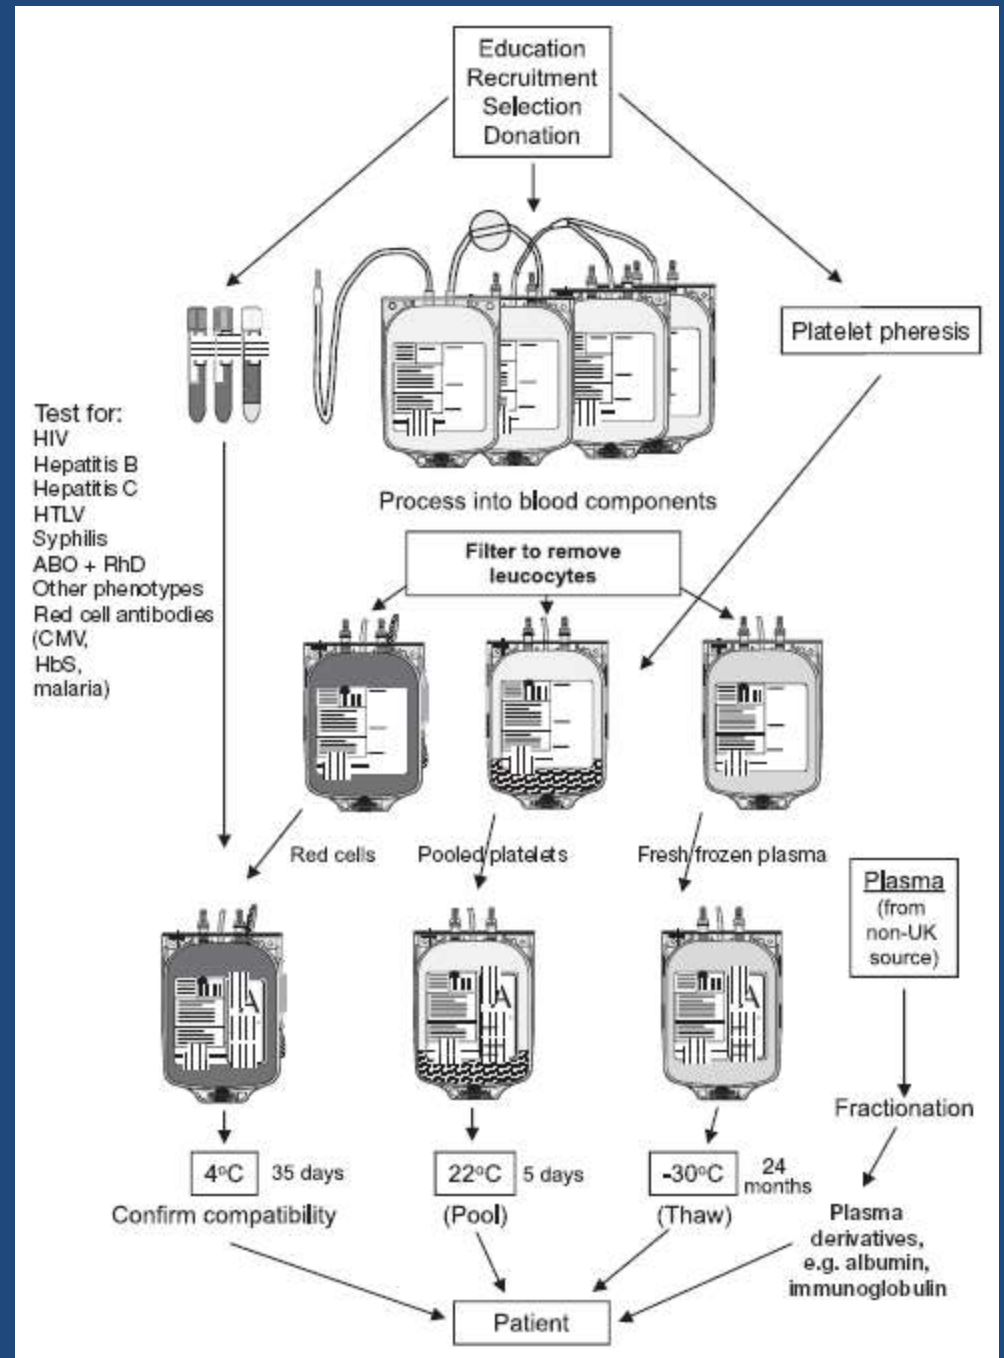 Education
Recruitment
Selection
Donation
Platelet pheresis
Test for:
HIV
Hepatitis B
Hepatitis C
HTLV
Syphilis
ABO + RhD
Other phenotypes
Red cell antibodies
(CMV,
HbS,
malaria)
Process into blood components
Filter to remove
leucocytes
Red cells
Pooled platelets
Fresh frozen plasma
Plasma
(from
non-UK
source)
Fractionation
4°C 35 days
22°C 5 days
-30°C 24
months
Confirm compatibility
(Pool)
(Thaw)
Plasma
derivatives,
e.g. albumin,
immunoglobulin
Patient